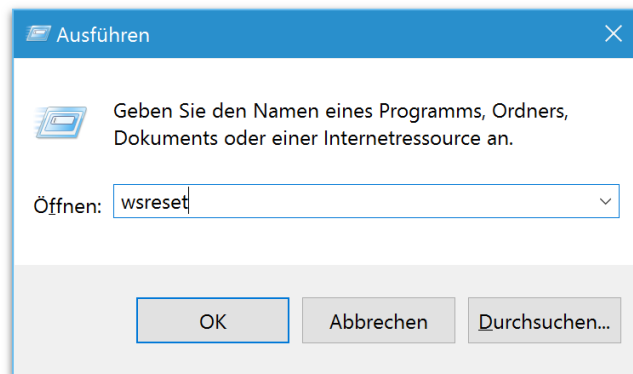 Ausführen
Geben Sie den Namen eines Programms, Ordners,
Dokuments oder einer Internetressource an.
Öffnen: wsreset
OK Abbrechen Durchsuchen...